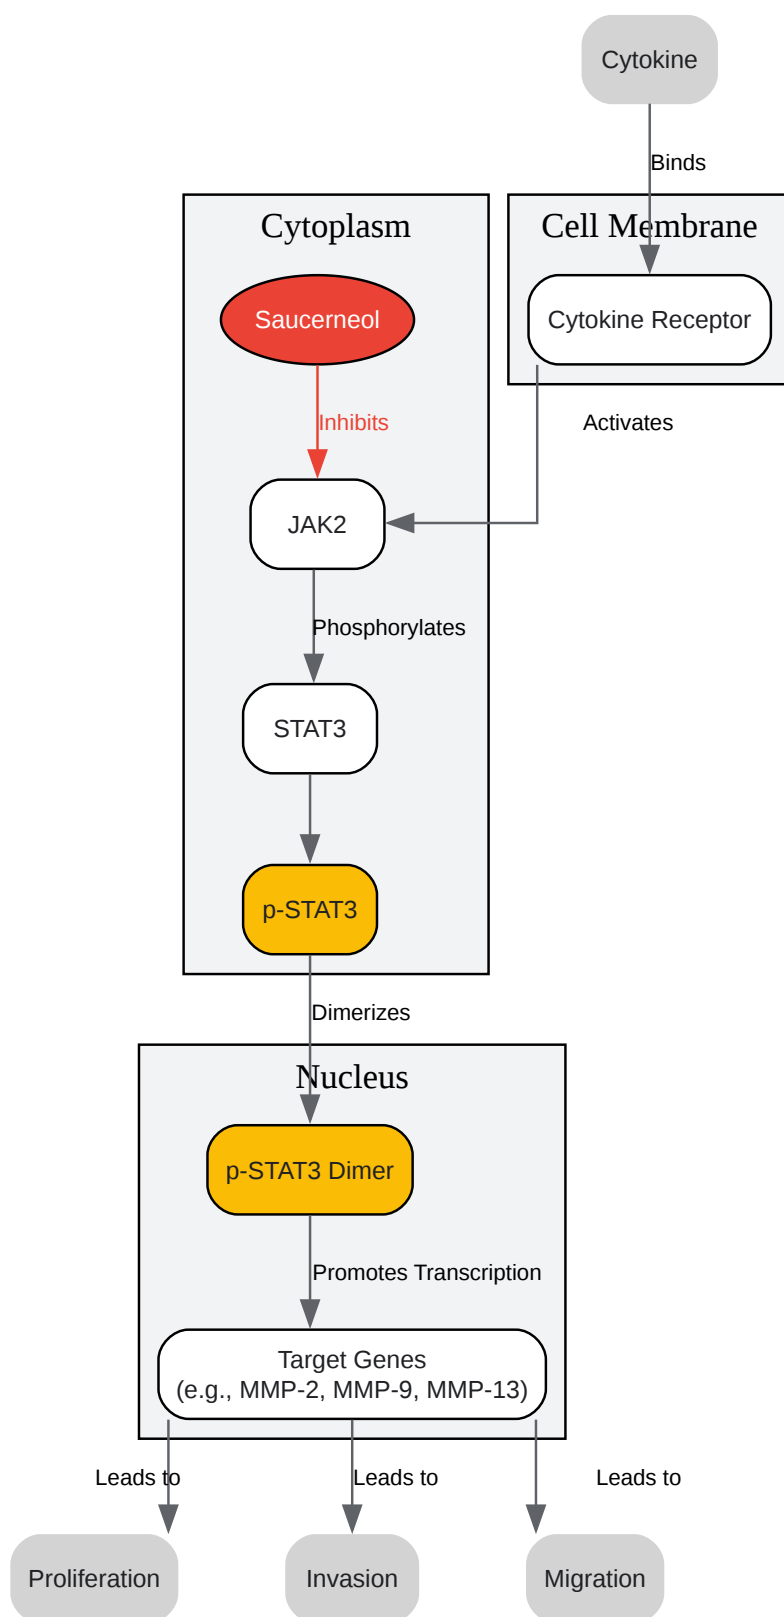 Cytokine
Binds
Cytoplasm
Cell Membrane
Saucerneol
Cytokine Receptor
Inhibits
Activates
JAK2
Phosphorylates
STAT3
p-STAT3
Dimerizes
Nucleus
p-STAT3 Dimer
Promotes Transcription
Target Genes
(e.g., MMP-2, MMP-9, MMP-13)
Leads to
Leads to
Leads to
Proliferation
Invasion
Migration